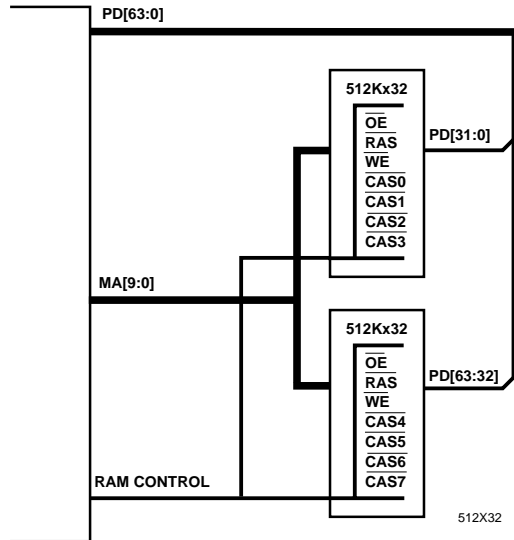 PD[63:0]
512Kx32
OE
RAS
WE
CAS0
CAS1
CAS2
CAS3
PD[31:0]
MA[9:0]
512Kx32
OE
RAS
WE
CAS4
CAS5
CAS6
CAS7
PD[63:32]
RAM CONTROL
512X32